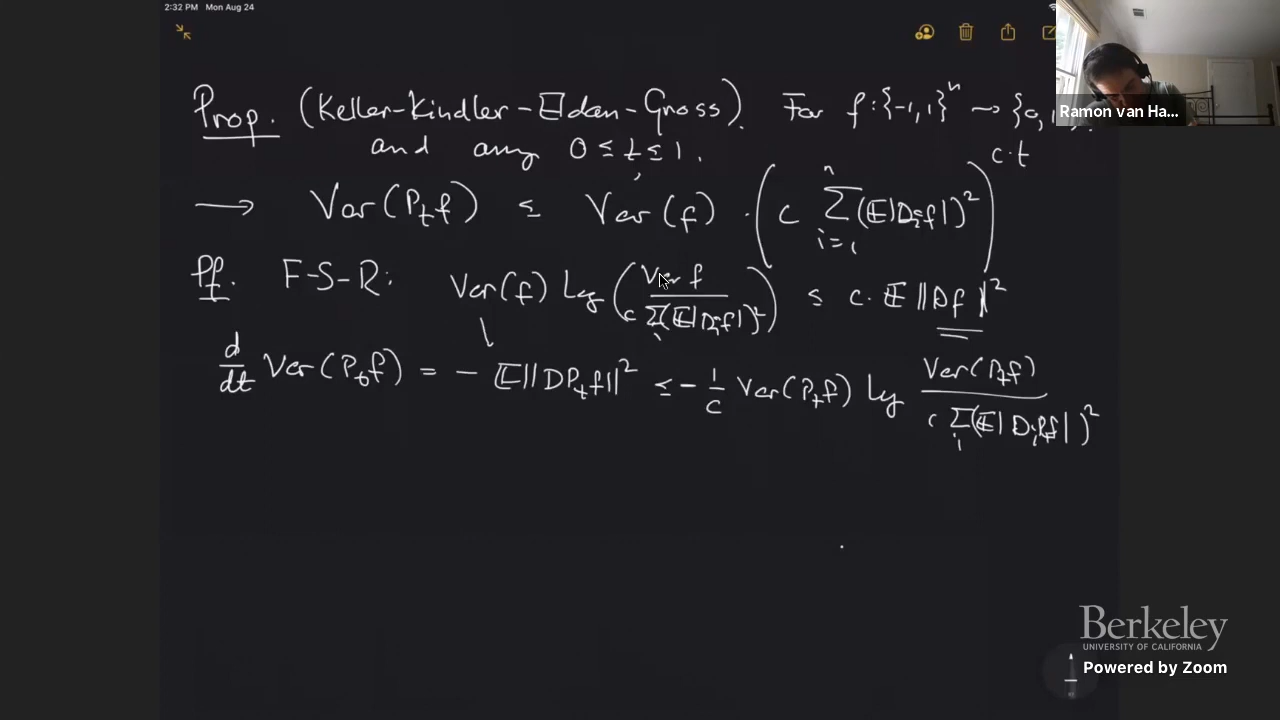 2:32 PM Mon Aug 24
Ramon van Ha...
Prop. (Keller-Kindler-Eldan-Gross). For f:{-1,1}^n → {0,
and any 0 ≤ t ≤ 1.
→ Var(P_t f) ≤ Var(f) · (c Σ_{i=1}^n (E|D_i f|)^2)^{c·t}
Pf. F-S-R: Var(f) log(Var f / c Σ_i (E|D_i f|)^2) ≤ c. E||Df||^2
d/dt Var(P_t f) = - E||DP_t f||^2 ≤ - 1/c Var(P_t f) log Var(P_t f) / c Σ_i (E|D_i P_t f|)^2
Berkeley
UNIVERSITY OF CALIFORNIA
Powered by Zoom